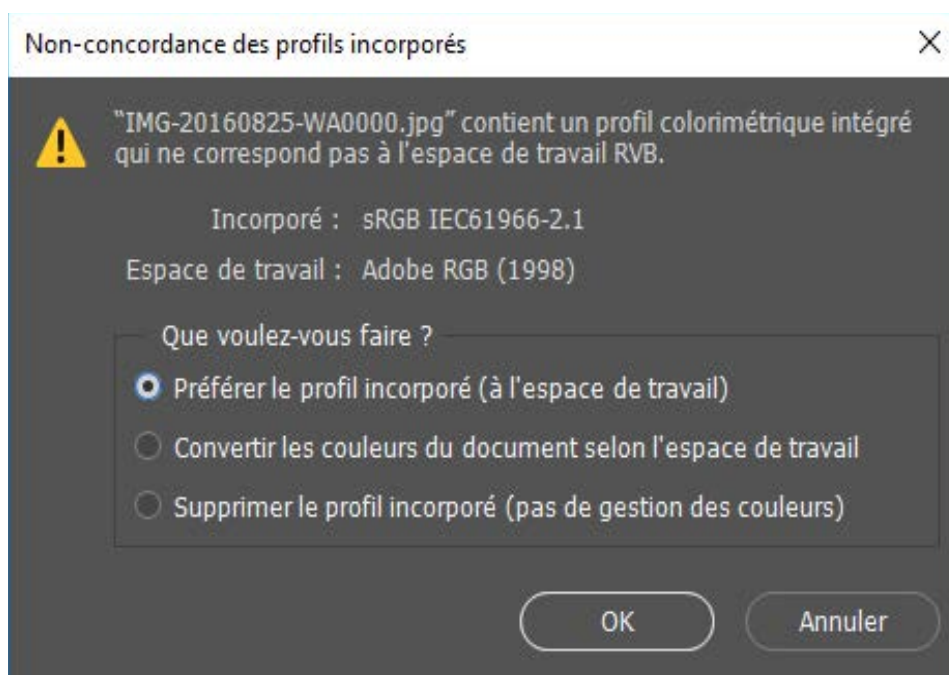 Non-concordance des profils incorporés
"IMG-20160825-WA0000.jpg" contient un profil colorimétrique intégré
qui ne correspond pas à l'espace de travail RVB.
Incorporé : sRGB IEC61966-2.1
Espace de travail : Adobe RGB (1998)
Que voulez-vous faire ?
Préférer le profil incorporé (à l'espace de travail)
Convertir les couleurs du document selon l'espace de travail
Supprimer le profil incorporé (pas de gestion des couleurs)
OK Annuler